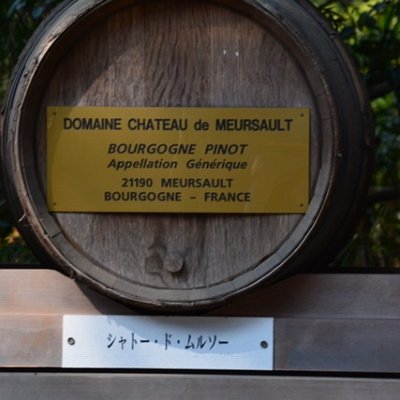 DOMAINE CHATEAU de MEURSAULT
BOURGOGNE PINOT
Appellation Générique
21190 MEURSAULT
BOURGOGNE – FRANCE
シャトー・ド・ムルソー